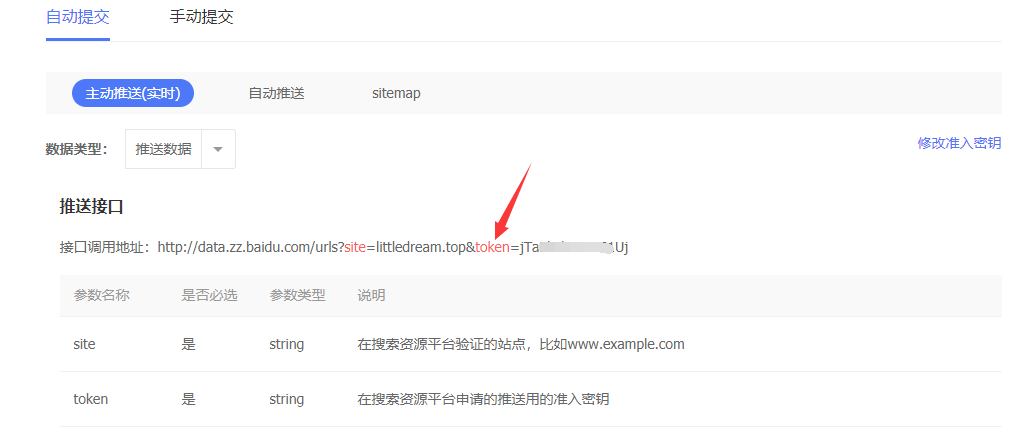 自动提交 手动提交
主动推送(实时) 自动推送 sitemap
数据类型： 推送数据 修改准入密钥
推送接口
接口调用地址：http://data.zz.baidu.com/urls?site=littledream.top&token=jTa 1Uj
参数名称 是否必选 参数类型 说明
site 是 string 在搜索资源平台验证的站点，比如www.example.com
token 是 string 在搜索资源平台申请的推送用的准入密钥